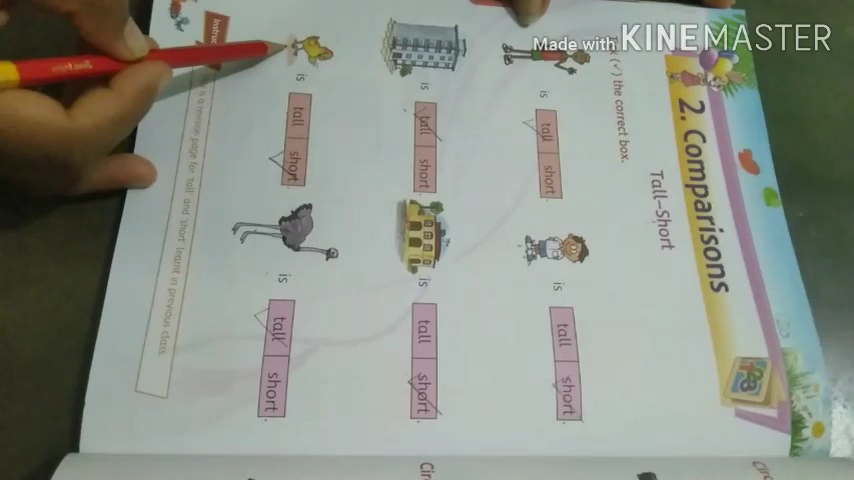 Made with KINEMASTER
2. Comparisons
Tall–Short
(✓) the correct box.
is tall short.
is tall short.
is tall short.
is tall short.
is tall short.
is tall short.
is a revision page for 'tall' and 'short' learnt in previous class.